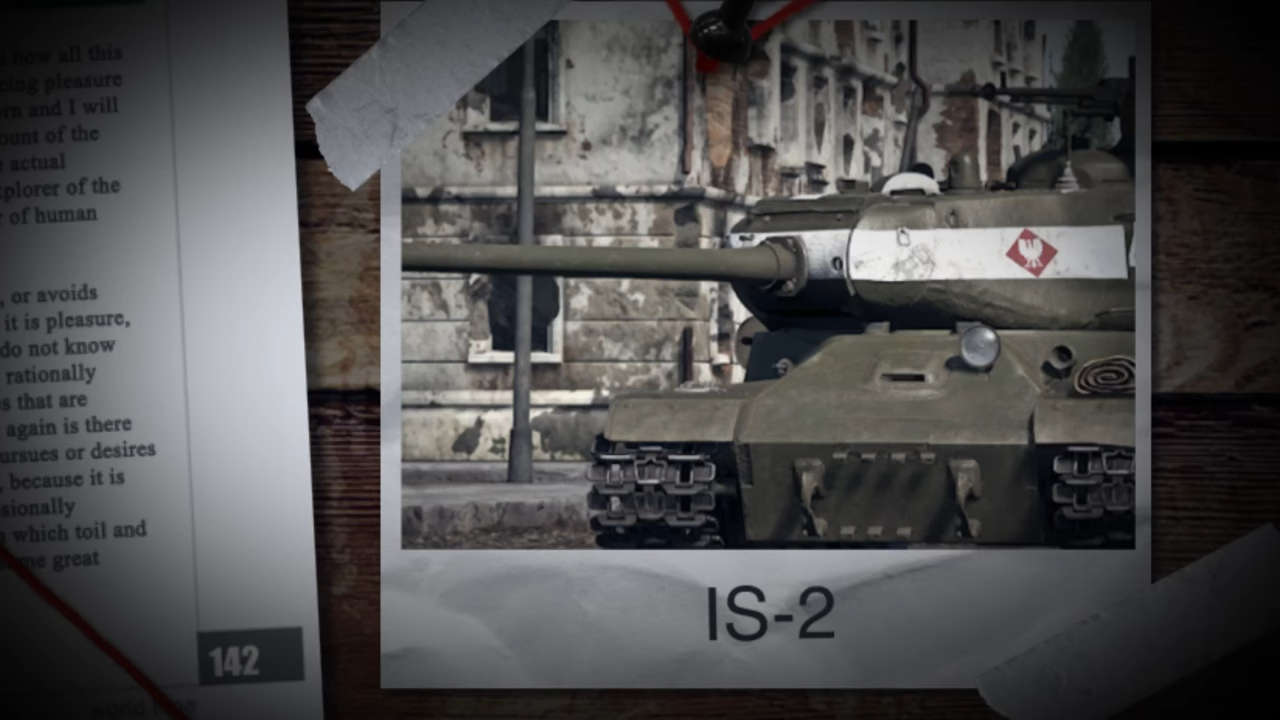 how all this
cing pleasure
rn and I will
ount of the
actual
xplorer of the
of human
, or avoids
it is pleasure,
do not know
rationally
s that are
again is there
ursues or desires
, because it is
sionally
which toil and
me great
142
IS-2